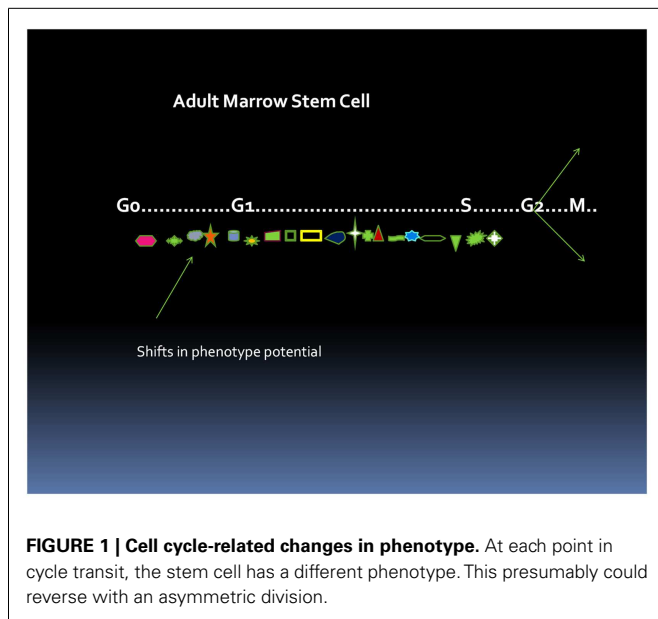 Adult Marrow Stem Cell
G0...............G1.....................................S........G2....M..
Shifts in phenotype potential
FIGURE 1 | Cell cycle-related changes in phenotype. At each point in
cycle transit, the stem cell has a different phenotype. This presumably could
reverse with an asymmetric division.